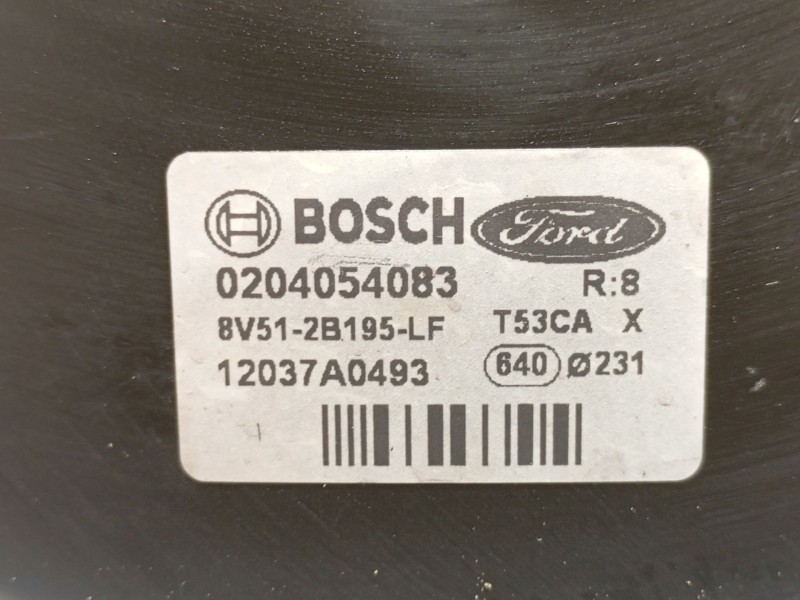 BOSCH Ford
0204054083 R:8
8V51-2B195-LF T53CA X
12037A0493 640 Ø231